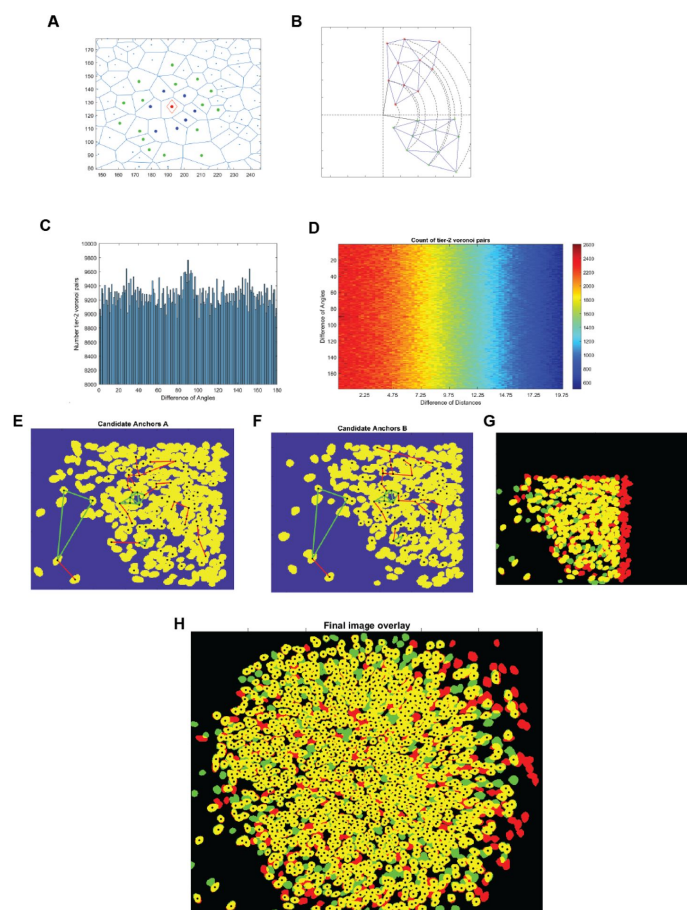 A
170
160
150
140
130
120
110
100
90
80
150 160 170 180 190 200 210 220 230 240
B
C
Number tier-2 voronoi pairs
10000
9800
9600
9400
9200
9000
8800
8600
8400
8200
8000
0 20 40 60 80 100 120 140 160 180
Difference of Angles
D
Count of tier-2 voronoi pairs
Difference of Angles
20
40
60
80
100
120
140
160
2.25 4.75 7.25 9.75 12.25 14.75 17.25 19.75
Difference of Distances
2600
2400
2200
2000
1800
1600
1400
1200
1000
800
600
E
Candidate Anchors A
F
Candidate Anchors B
G
H
Final image overlay